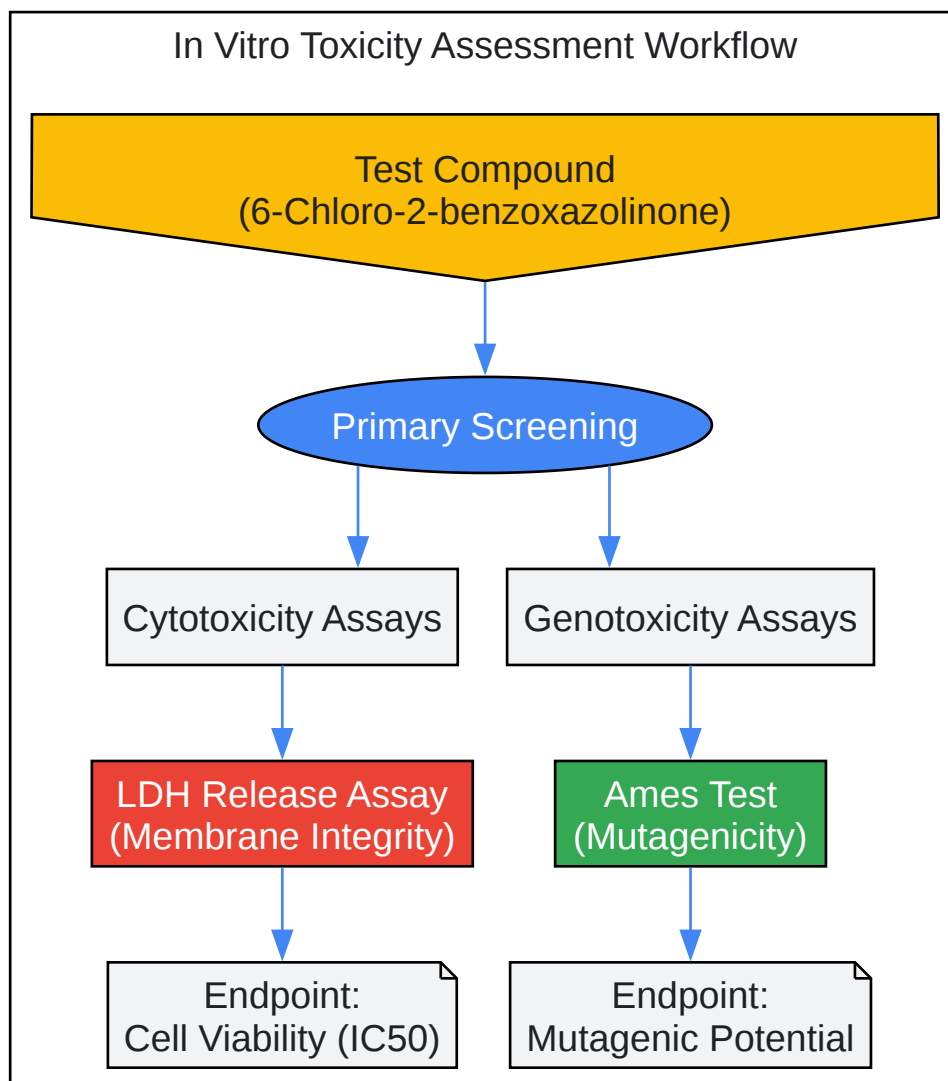 In Vitro Toxicity Assessment Workflow
Test Compound
(6-Chloro-2-benzoxazolinone)
Primary Screening
Cytotoxicity Assays
Genotoxicity Assays
LDH Release Assay
(Membrane Integrity)
Ames Test
(Mutagenicity)
Endpoint:
Cell Viability (IC50)
Endpoint:
Mutagenic Potential